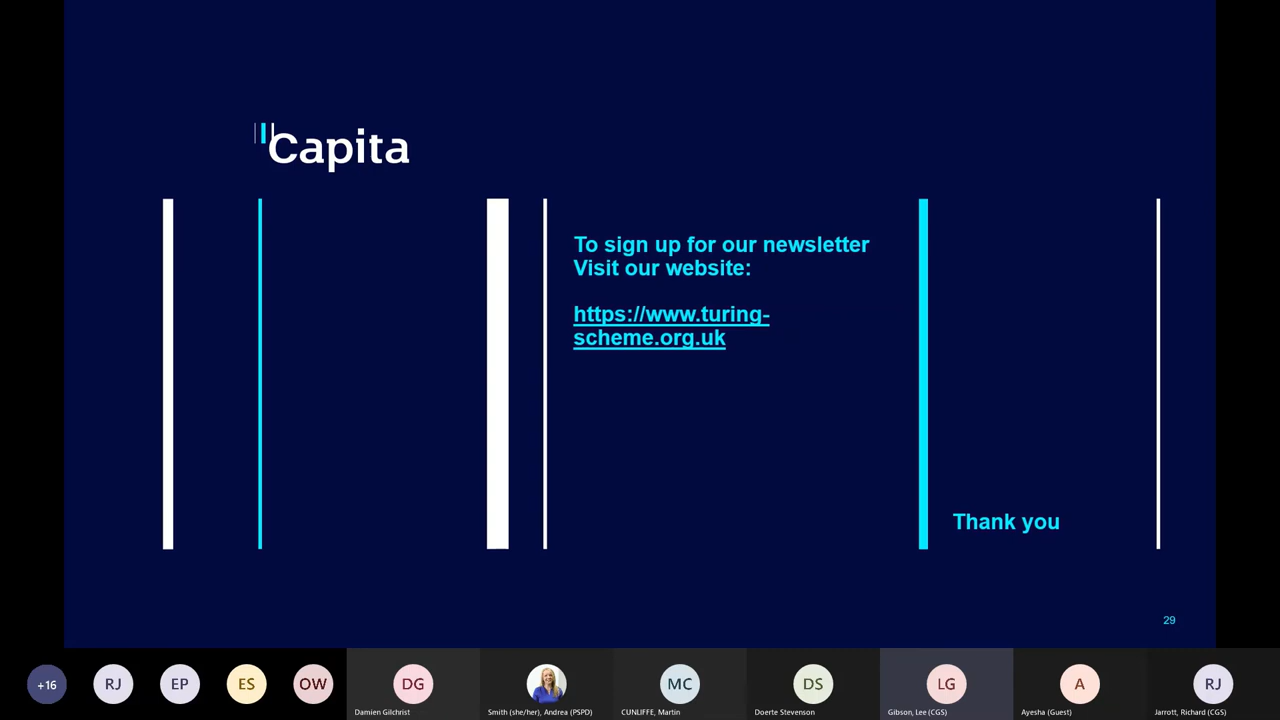 Capita
To sign up for our newsletter
Visit our website:
https://www.turing-
scheme.org.uk
Thank you
29
+16
RJ
EP
ES
OW
DG
MC
DS
LG
A
RJ
Damien Gilchrist
Smith (she/her), Andrea (PSPD)
CUNLIFFE, Martin
Doerte Stevenson
Gibson, Lee (CGS)
Ayesha (Guest)
Jarrott, Richard (CGS)